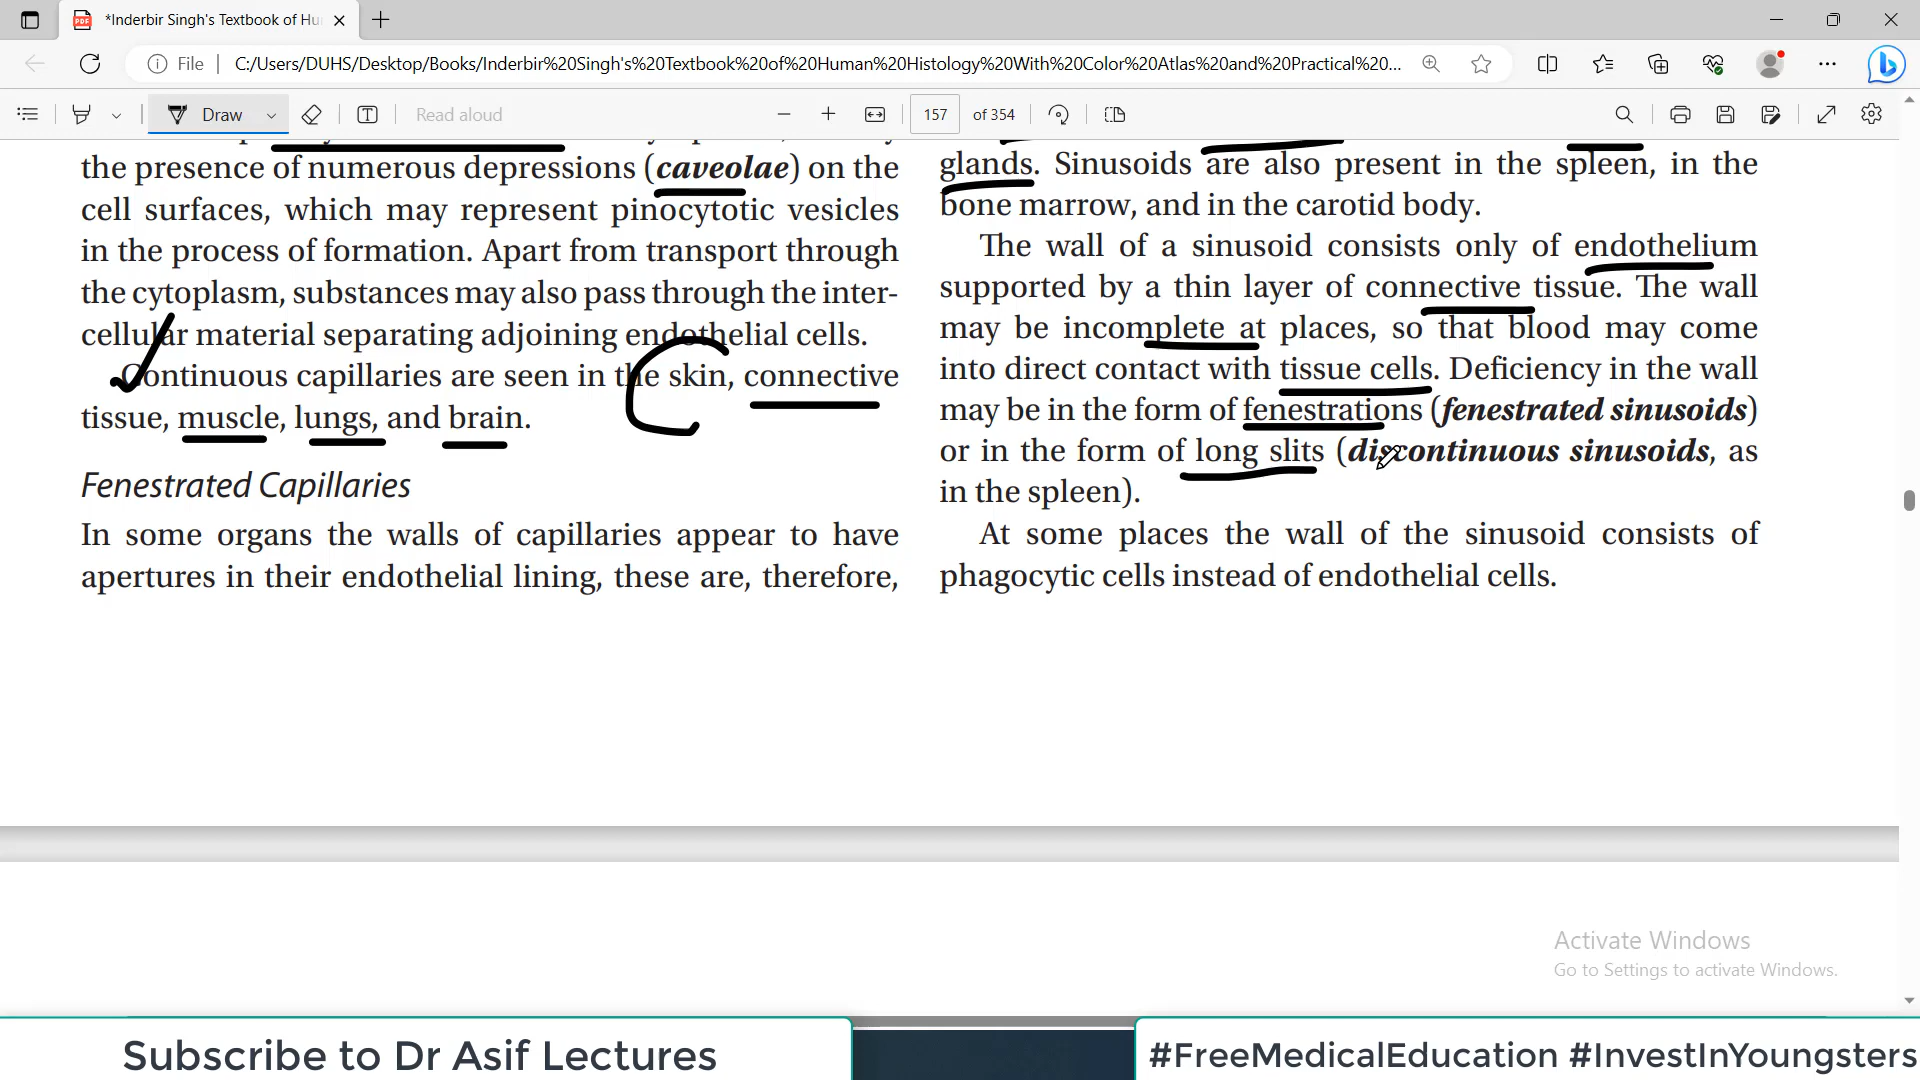 *Inderbir Singh's Textbook of Hu
File
C:/Users/DUHS/Desktop/Books/Inderbir%20Singh's%20Textbook%20of%20Human%20Histology%20With%20Color%20Atlas%20and%20Practical%20...
Draw
Read aloud
157
of 354
the presence of numerous depressions (caveolae) on the
cell surfaces, which may represent pinocytotic vesicles
in the process of formation. Apart from transport through
the cytoplasm, substances may also pass through the inter-
cellular material separating adjoining endothelial cells.
Continuous capillaries are seen in the skin, connective
tissue, muscle, lungs, and brain.
Fenestrated Capillaries
In some organs the walls of capillaries appear to have
apertures in their endothelial lining, these are, therefore,
glands. Sinusoids are also present in the spleen, in the
bone marrow, and in the carotid body.
The wall of a sinusoid consists only of endothelium
supported by a thin layer of connective tissue. The wall
may be incomplete at places, so that blood may come
into direct contact with tissue cells. Deficiency in the wall
may be in the form of fenestrations (fenestrated sinusoids)
or in the form of long slits (discontinuous sinusoids, as
in the spleen).
At some places the wall of the sinusoid consists of
phagocytic cells instead of endothelial cells.
Activate Windows
Go to Settings to activate Windows.
Subscribe to Dr Asif Lectures
#FreeMedicalEducation #InvestInYoungsters